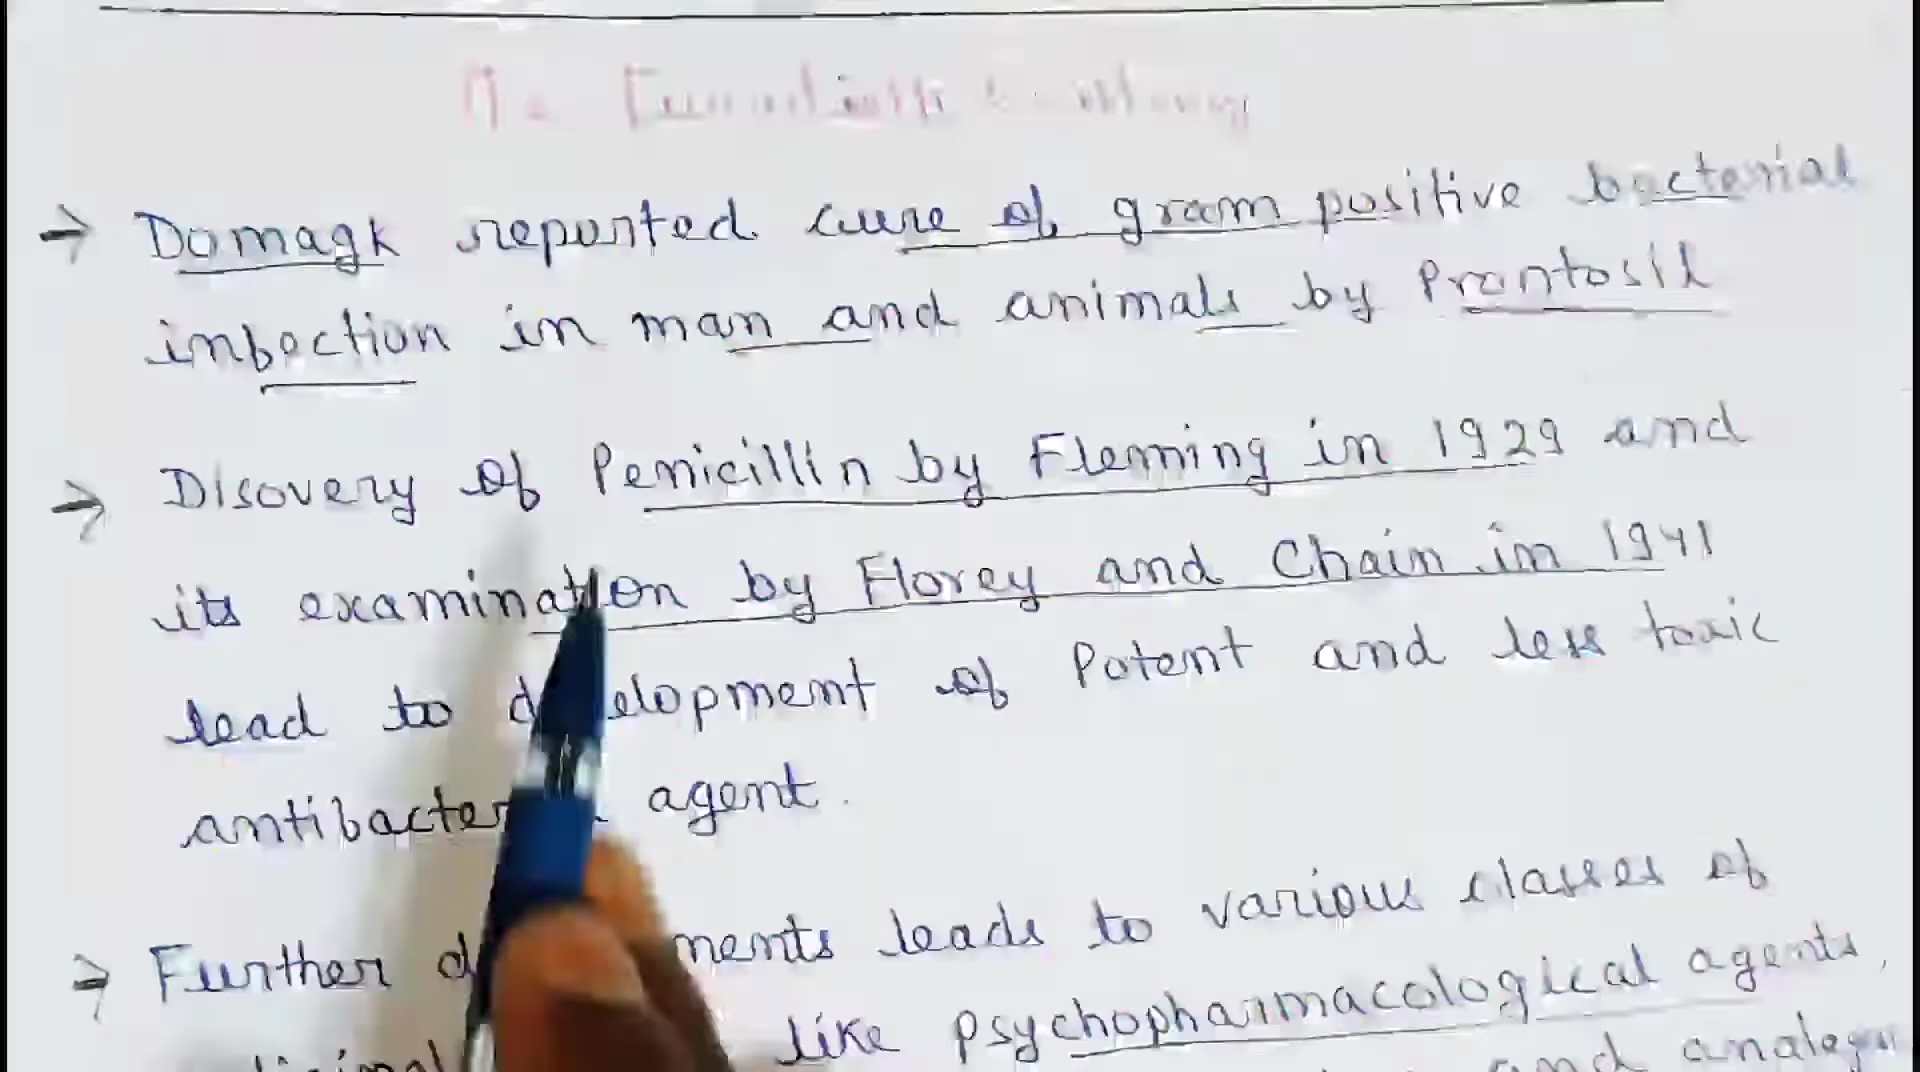 → Domagk reported cure of gram positive bacterial
infection in man and animals by Prontosil
→ Disovery of Penicillin by Fleming in 1929 and
its examination by Florey and Chain in 1941
lead to development of Potent and less toxic
antibacter agent.
→ Further d ments leads to various classes of
like psychopharmacological agents,
and analogu